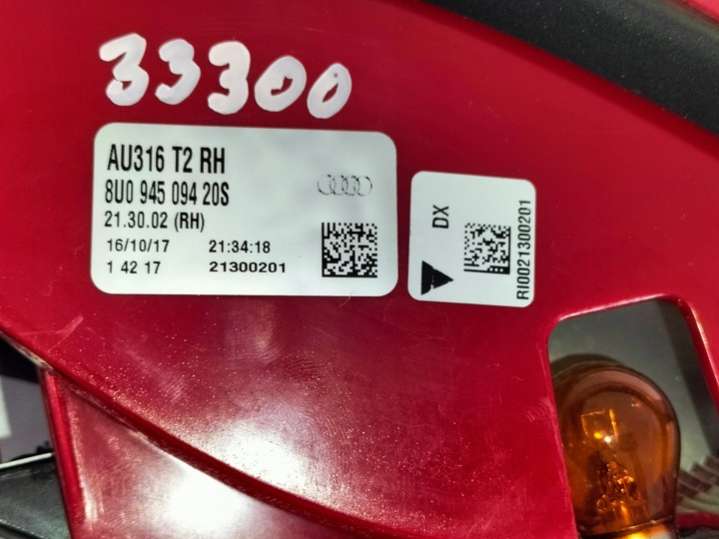 33300
AU316 T2 RH
8U0 945 094 20S
21.30.02 (RH)
16/10/17 21:34:18
1 42 17 21300201
DX
RI0021300201